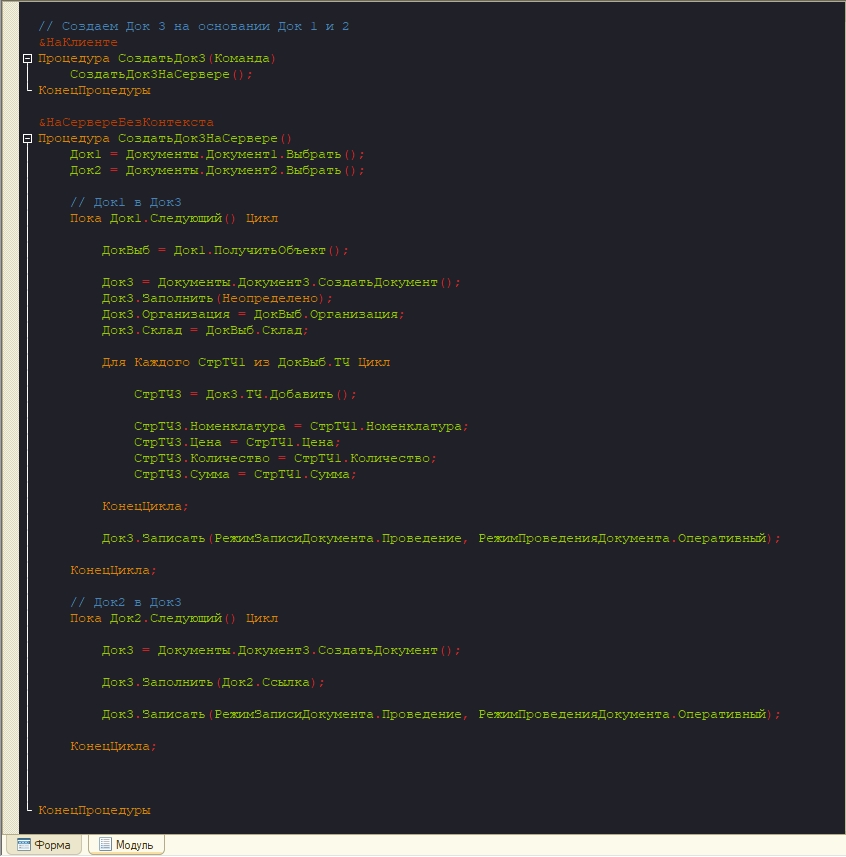 // Создаем Док 3 на основании Док 1 и 2
&НаКлиенте
Процедура СоздатьДок3(Команда)
СоздатьДок3НаСервере();
КонецПроцедуры
&НаСервереБезКонтекста
Процедура СоздатьДок3НаСервере()
Док1 = Документы.Документ1.Выбрать();
Док2 = Документы.Документ2.Выбрать();
// Док1 в Док3
Пока Док1.Следующий() Цикл
ДокВыб = Док1.ПолучитьОбъект();
Док3 = Документы.Документ3.СоздатьДокумент();
Док3.Заполнить(Неопределено);
Док3.Организация = ДокВыб.Организация;
Док3.Склад = ДокВыб.Склад;
Для Каждого СтрТЧ1 из ДокВыб.ТЧ Цикл
СтрТЧ3 = Док3.ТЧ.Добавить();
СтрТЧ3.Номенклатура = СтрТЧ1.Номенклатура;
СтрТЧ3.Цена = СтрТЧ1.Цена;
СтрТЧ3.Количество = СтрТЧ1.Количество;
СтрТЧ3.Сумма = СтрТЧ1.Сумма;
КонецЦикла;
Док3.Записать(РежимЗаписиДокумента.Проведение, РежимПроведенияДокумента.Оперативный);
КонецЦикла;
// Док2 в Док3
Пока Док2.Следующий() Цикл
Док3 = Документы.Документ3.СоздатьДокумент();
Док3.Заполнить(Док2.Ссылка);
Док3.Записать(РежимЗаписиДокумента.Проведение, РежимПроведенияДокумента.Оперативный);
КонецЦикла;
КонецПроцедуры
Форма Модуль